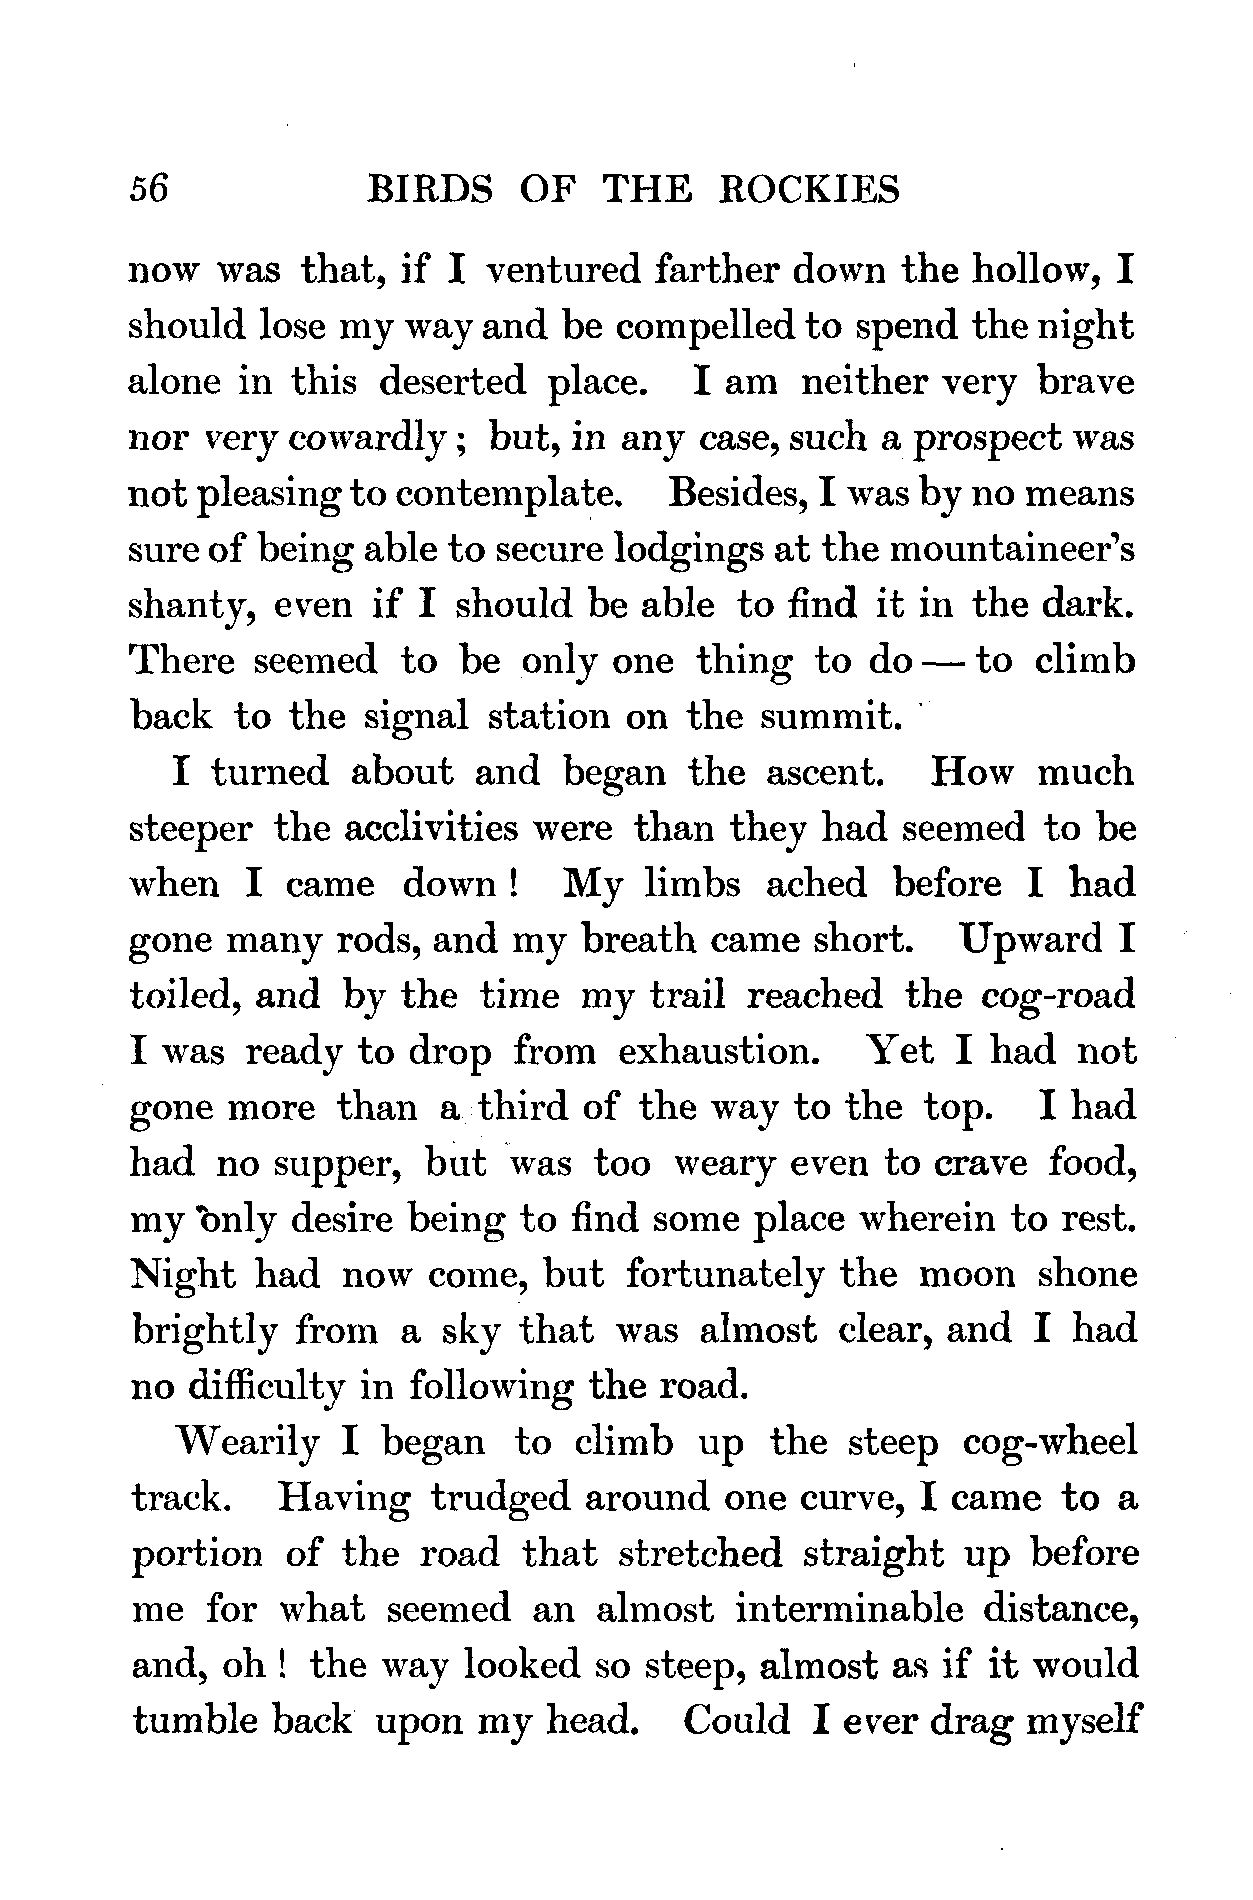 56 BIRDS OF THE ROCKIES
now was that, if I ventured farther down the hollow, I
should lose my way and be compelled to spend the night
alone in this deserted place. I am neither very brave
nor very cowardly; but, in any case, such a prospect was
not pleasing to contemplate. Besides, I was by no means
sure of being able to secure lodgings at the mountaineer's
shanty, even if I should be able to find it in the dark.
There seemed to be only one thing to do — to climb
back to the signal station on the summit.
I turned about and began the ascent. How much
steeper the acclivities were than they had seemed to be
when I came down! My limbs ached before I had
gone many rods, and my breath came short. Upward I
toiled, and by the time my trail reached the cog-road
I was ready to drop from exhaustion. Yet I had not
gone more than a third of the way to the top. I had
had no supper, but was too weary even to crave food,
my only desire being to find some place wherein to rest.
Night had now come, but fortunately the moon shone
brightly from a sky that was almost clear, and I had
no difficulty in following the road.
Wearily I began to climb up the steep cog-wheel
track. Having trudged around one curve, I came to a
portion of the road that stretched straight up before
me for what seemed an almost interminable distance,
and, oh! the way looked so steep, almost as if it would
tumble back upon my head. Could I ever drag myself